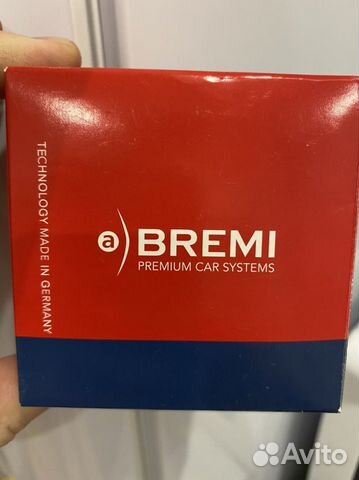 TECHNOLOGY MADE IN GERMANY
a) BREMI
PREMIUM CAR SYSTEMS
Avito